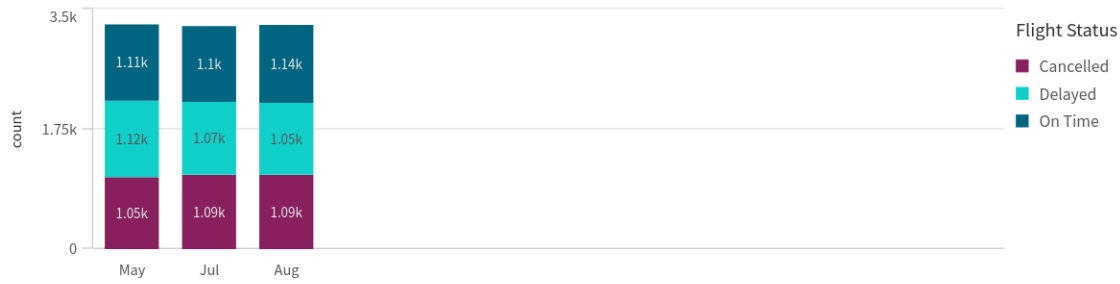 3.5k
1.75k
0
count
1.11k
1.12k
1.05k
1.1k
1.07k
1.09k
1.14k
1.05k
1.09k
May
Jul
Aug
Flight Status
Cancelled
Delayed
On Time